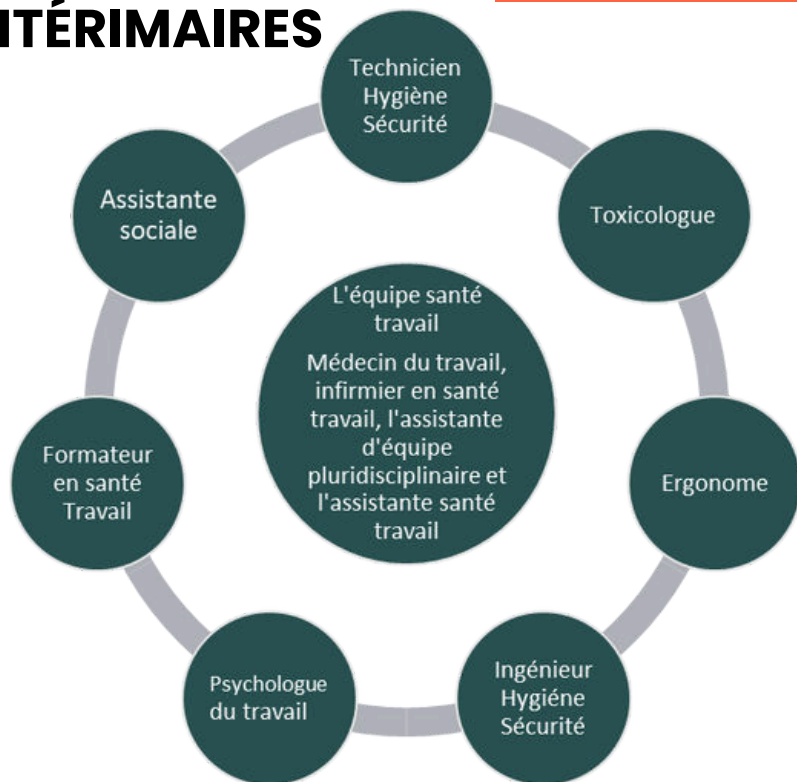 NTÉRIMAIRES
Technicien
Hygiène
Sécurité
Toxicologue
Ergonome
Ingénieur
Hygiéne
Sécurité
Psychologue
du travail
Formateur
en santé
Travail
Assistante
sociale
L'équipe santé
travail
Médecin du travail,
infirmier en santé
travail, l'assistante
d'équipe
pluridisciplinaire et
l'assistante santé
travail